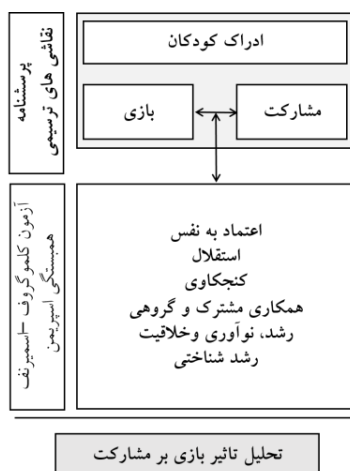 ادراک کودکان
مشارکت
بازی
پرسشنامه
نقاشی های ترسیمی
اعتماد به نفس
استقلال
کنجکاوی
همکاری مشترک و گروهی
رشد، نوآوری وخلاقیت
رشد شناختی
آزمون کلموگروف -اسمیرنف
همبستگی اسپیرمن
تحلیل تاثیر بازی بر مشارکت